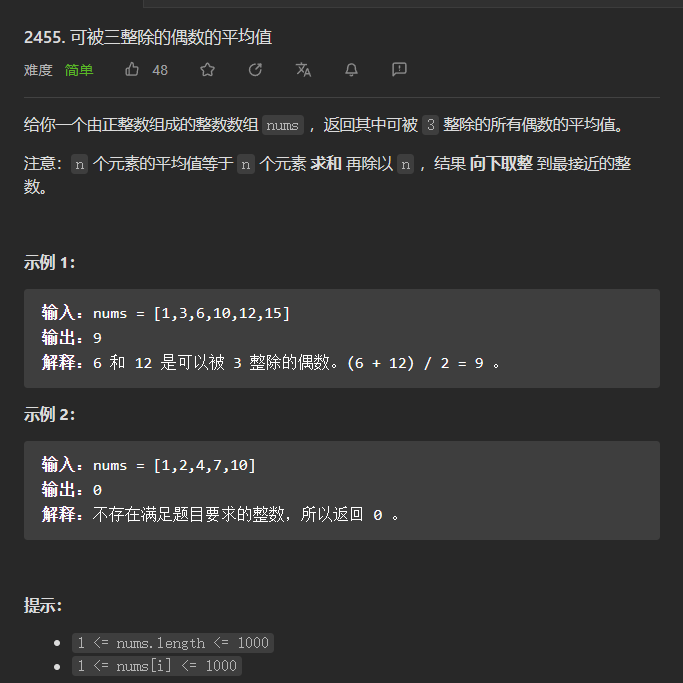 2455. 可被三整除的偶数的平均值
难度 简单 48
给你一个由正整数组成的整数数组 nums ，返回其中可被 3 整除的所有偶数的平均值。
注意：n 个元素的平均值等于 n 个元素 求和 再除以 n ，结果 向下取整 到最接近的整
数。
示例 1：
输入：nums = [1,3,6,10,12,15]
输出：9
解释：6 和 12 是可以被 3 整除的偶数。(6 + 12) / 2 = 9 。
示例 2：
输入：nums = [1,2,4,7,10]
输出：0
解释：不存在满足题目要求的整数，所以返回 0 。
提示：
1 <= nums.length <= 1000
1 <= nums[i] <= 1000